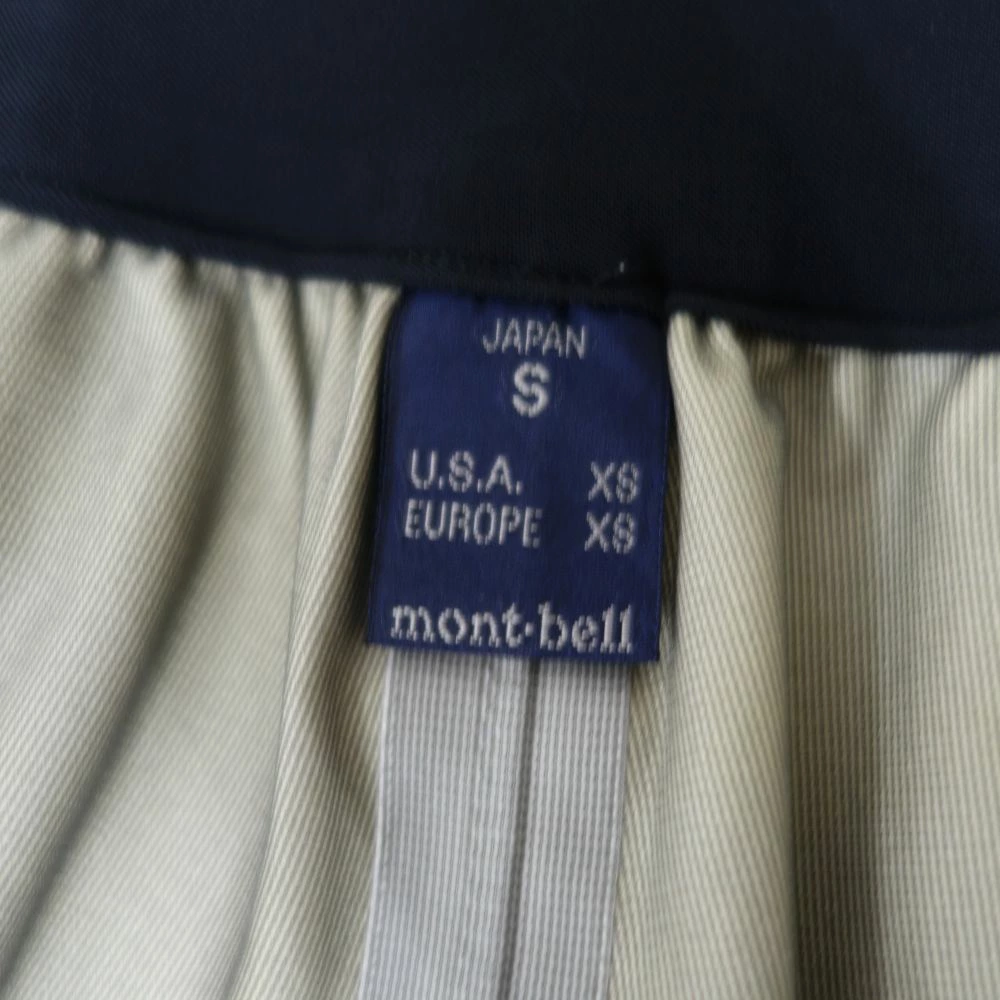 JAPAN
S
U.S.A. XS
EUROPE XS
mont·bell